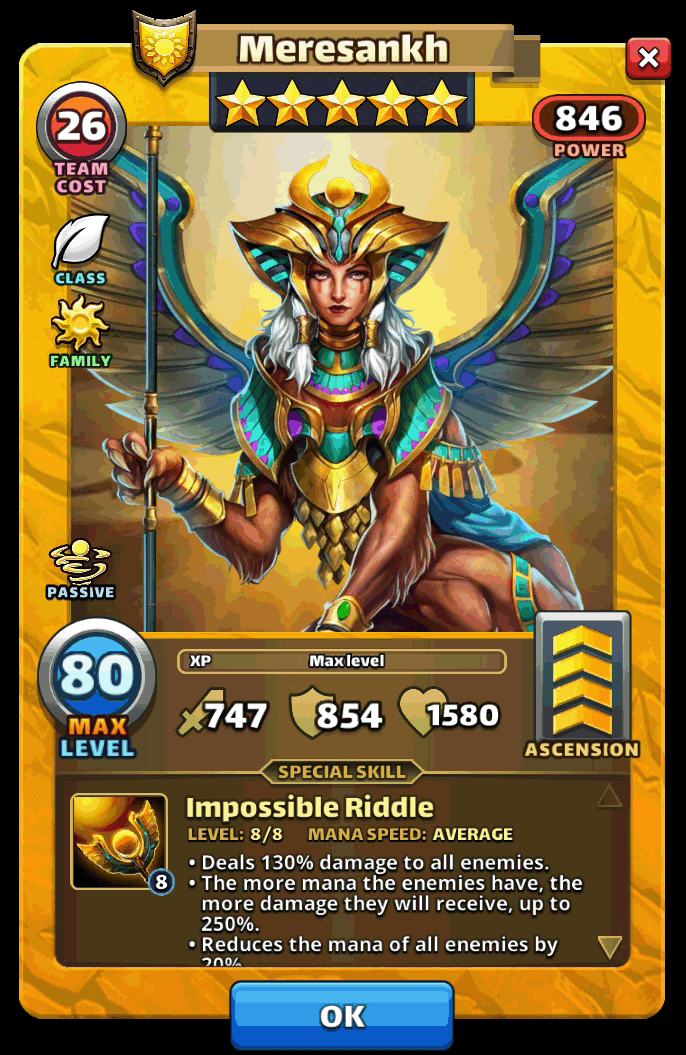 Meresankh
26
TEAM
COST
846
POWER
CLASS
FAMILY
PASSIVE
80
MAX
LEVEL
XP Max level
747 854 1580
ASCENSION
SPECIAL SKILL
Impossible Riddle
LEVEL: 8/8 MANA SPEED: AVERAGE
8
• Deals 130% damage to all enemies.
• The more mana the enemies have, the
more damage they will receive, up to
250%.
• Reduces the mana of all enemies by
20%.
OK